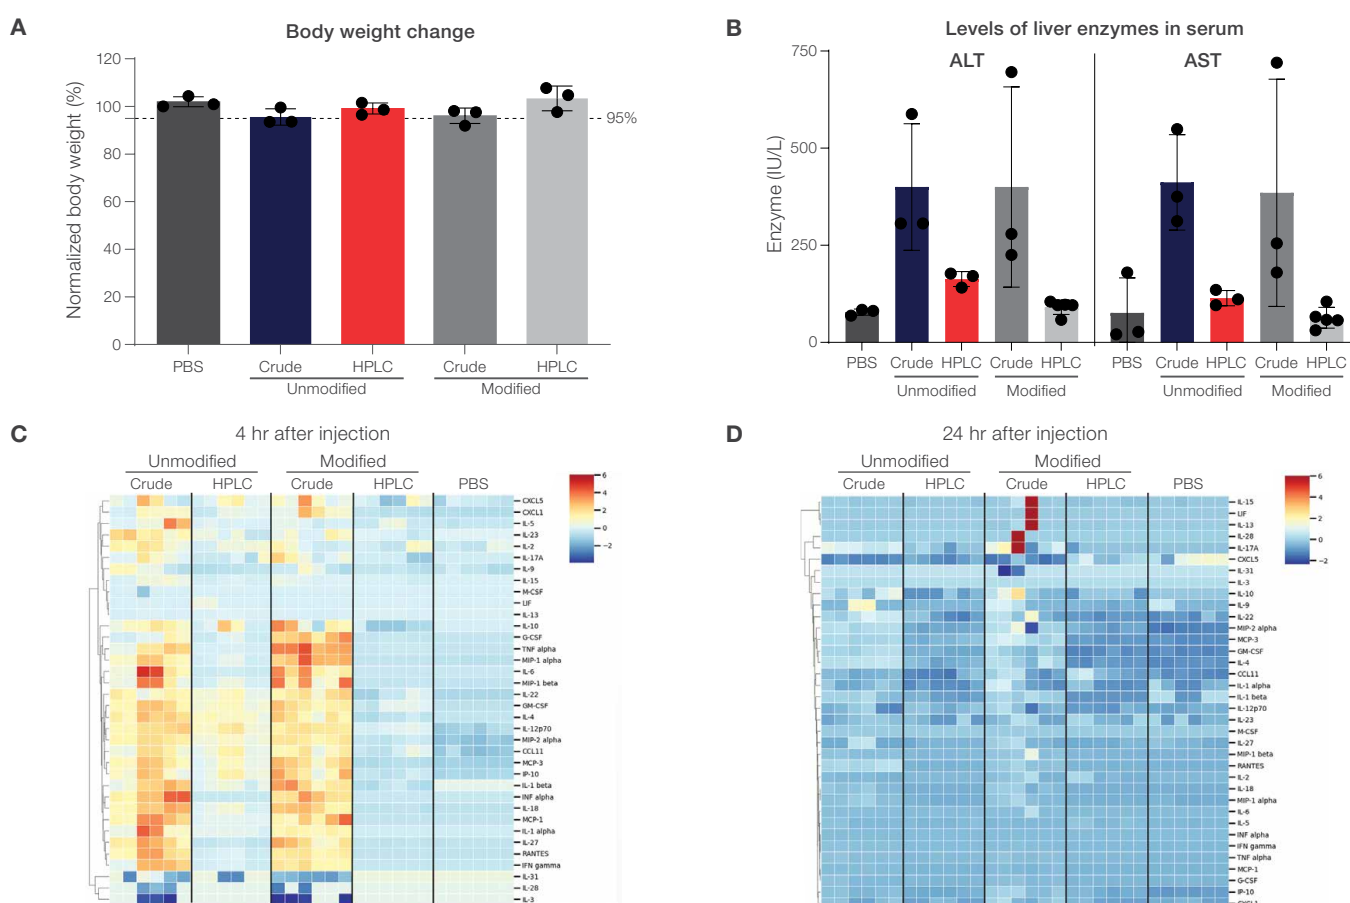 A
Body weight change
Normalized body weight (%)
120
100
80
60
40
20
0
95%
PBS
Crude
HPLC
Crude
HPLC
Unmodified
Modified
B
Levels of liver enzymes in serum
ALT
AST
Enzyme (IU/L)
750
500
250
0
PBS
Crude
HPLC
Crude
HPLC
PBS
Crude
HPLC
Crude
HPLC
Unmodified
Modified
Unmodified
Modified
C
4 hr after injection
Unmodified
Modified
Crude
HPLC
Crude
HPLC
PBS
6
4
2
0
−2
CXCL5
CXCL1
IL-5
IL-23
IL-2
IL-17A
IL-9
IL-15
M-CSF
LIF
IL-13
IL-10
G-CSF
TNF alpha
MIP-1 alpha
IL-6
MIP-1 beta
IL-22
GM-CSF
IL-4
IL-12p70
MIP-2 alpha
CCL11
MCP-3
IP-10
IL-1 beta
INF alpha
IL-18
MCP-1
IL-1 alpha
IL-27
RANTES
IFN gamma
IL-31
IL-28
IL-3
D
24 hr after injection
Unmodified
Modified
Crude
HPLC
Crude
HPLC
PBS
6
4
2
0
−2
IL-15
LIF
IL-13
IL-28
IL-17A
CXCL5
IL-31
IL-3
IL-10
IL-9
IL-22
MIP-2 alpha
MCP-3
GM-CSF
IL-4
CCL11
IL-1 alpha
IL-1 beta
IL-12p70
IL-23
M-CSF
IL-27
MIP-1 beta
RANTES
IL-2
IL-18
MIP-1 alpha
IL-6
IL-5
INF alpha
IFN gamma
TNF alpha
MCP-1
G-CSF
IP-10
CXCL1